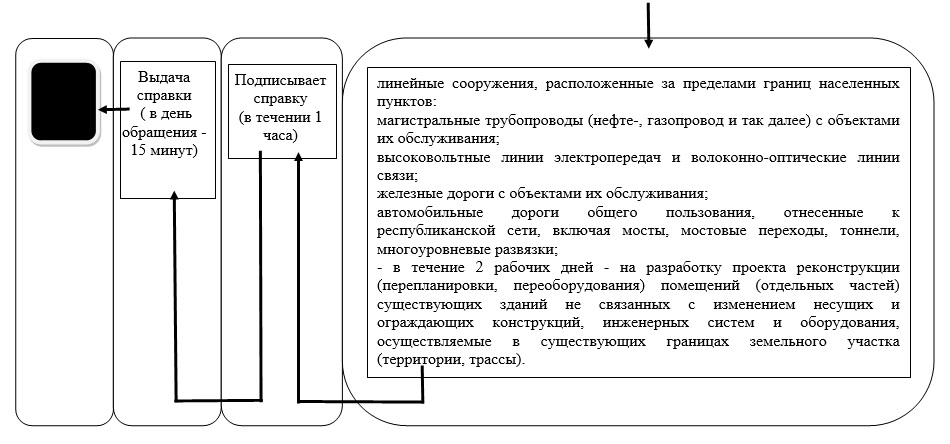 Выдача
справки
( в день
обращения -
15 минут)
Подписывает
справку
(в течении 1
часа)
линейные сооружения, расположенные за пределами границ населенных
пунктов:
магистральные трубопроводы (нефте-, газопровод и так далее) с объектами
их обслуживания;
высоковольтные линии электропередач и волоконно-оптические линии
связи;
железные дороги с объектами их обслуживания;
автомобильные дороги общего пользования, отнесенные к
республиканской сети, включая мосты, мостовые переходы, тоннели,
многоуровневые развязки;
- в течение 2 рабочих дней - на разработку проекта реконструкции
(перепланировки, переоборудования) помещений (отдельных частей)
существующих зданий не связанных с изменением несущих и
ограждающих конструкций, инженерных систем и оборудования,
осуществляемые в существующих границах земельного участка
(территории, трассы).